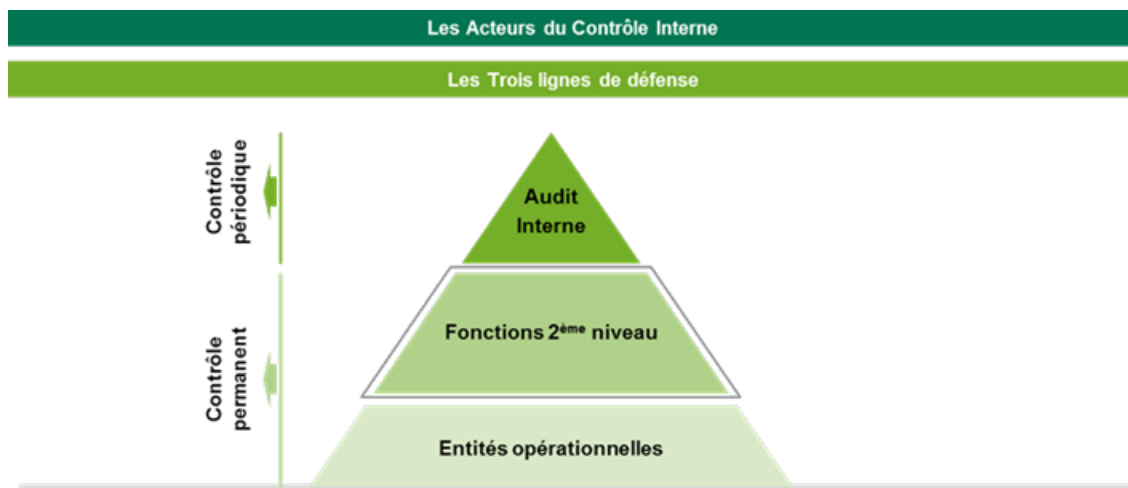 Les Acteurs du Contrôle Interne
Les Trois lignes de défense
Contrôle
périodique
Audit
Interne
Fonctions 2ème niveau
Contrôle
permanent
Entités opérationnelles